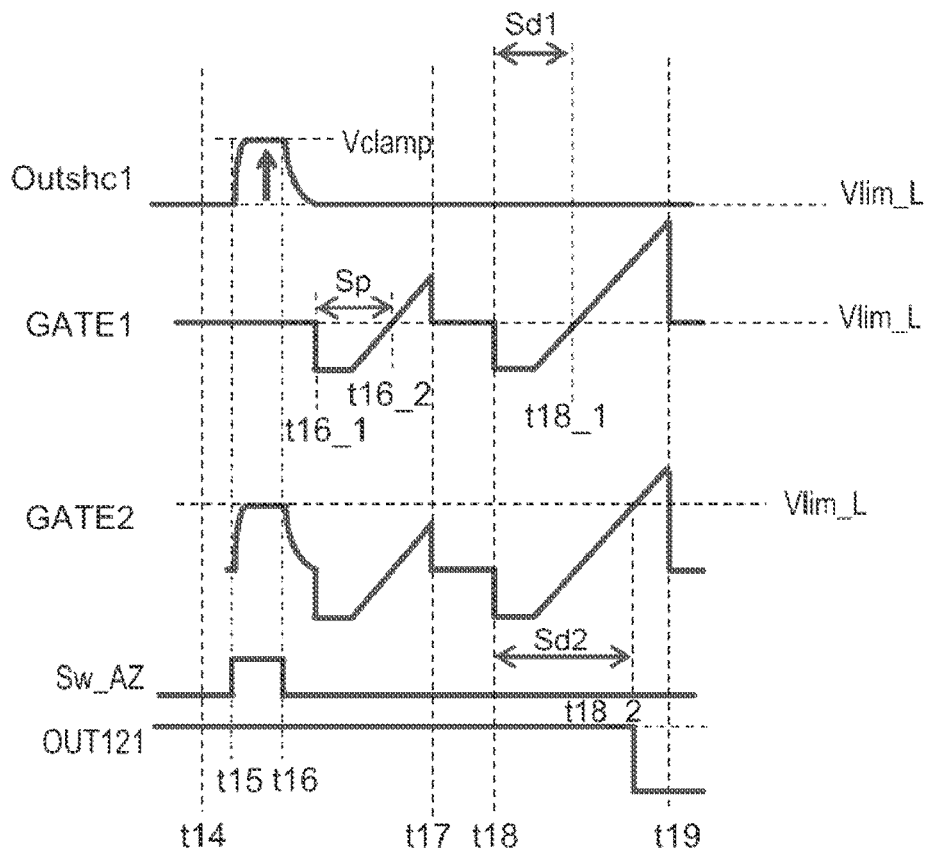 Sd1
Vclamp
Outshc1
Vlim_L
Sp
GATE1
Vlim_L
t16_2
t16_1
t18_1
GATE2
Vlim_L
Sd2
Sw_AZ
t18_2
OUT121
t15 t16
t14 t17 t18 t19